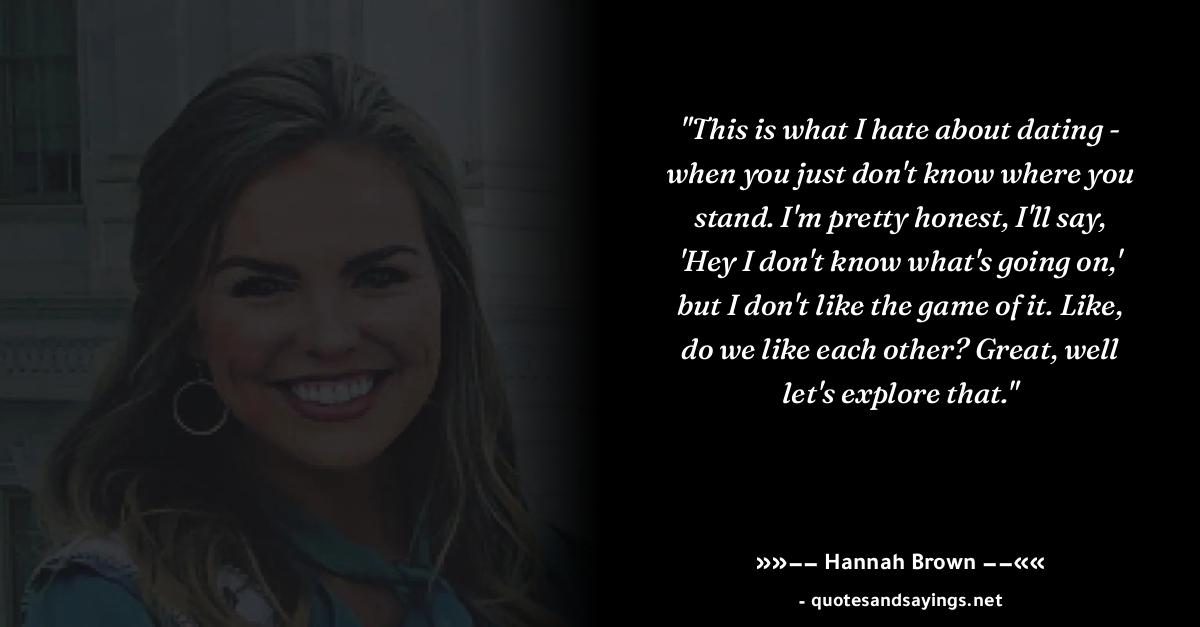 "This is what I hate about dating -
when you just don't know where you
stand. I'm pretty honest, I'll say,
'Hey I don't know what's going on,'
but I don't like the game of it. Like,
do we like each other? Great, well
let's explore that."
»»–– Hannah Brown ––««
- quotesandsayings.net